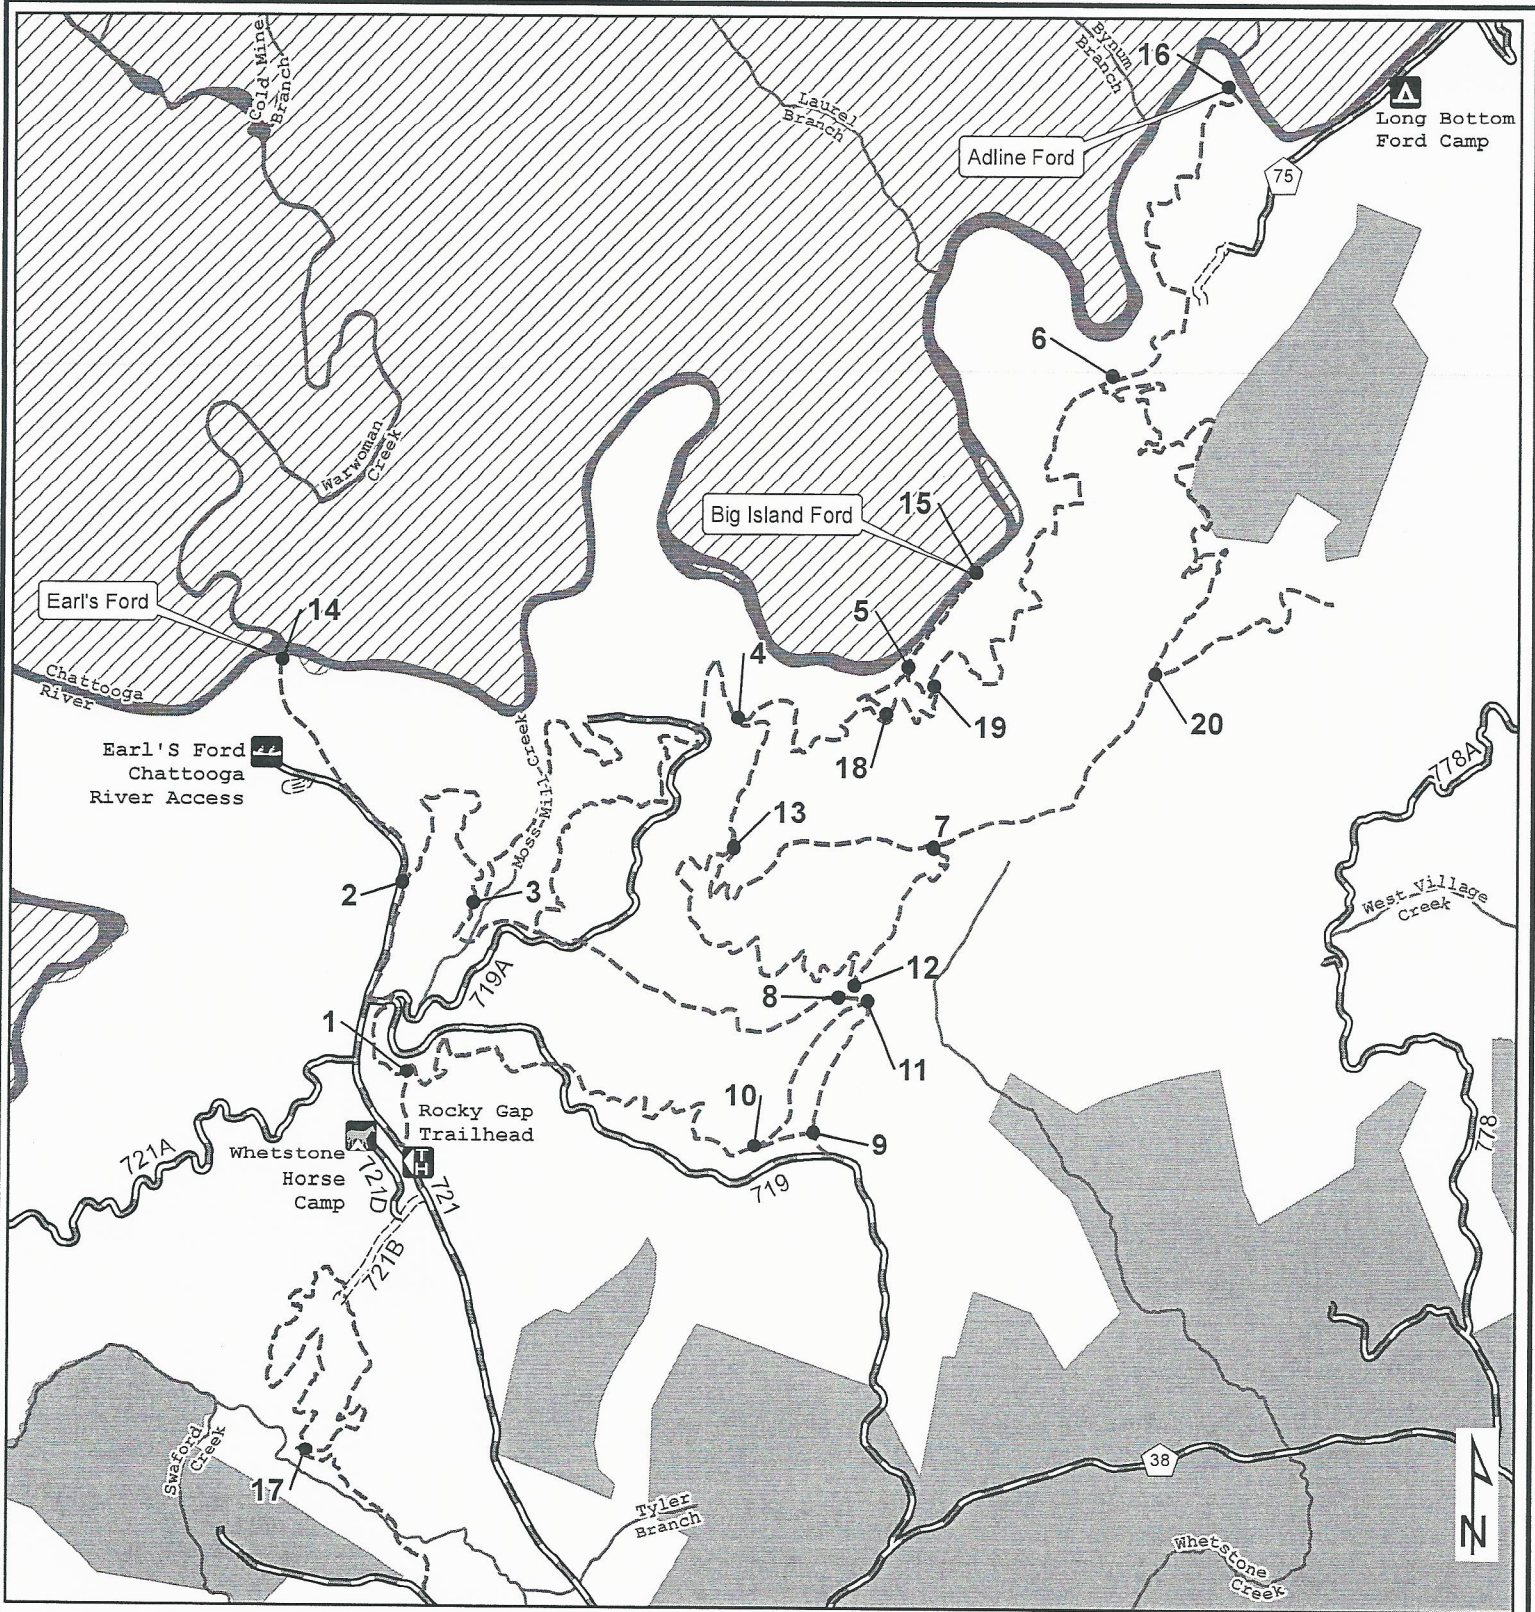 Cold Mine
Branch
Laurel
Branch
Bynum
Branch
16
Long Bottom
Ford Camp
Adline Ford
75
6
Warwoman
Creek
15
Big Island Ford
Earl's Ford
14
5
4
Chattooga
River
19
20
18
Earl'S Ford
Chattooga
River Access
Moss Mill Creek
778A
13
7
2
3
West Village
Creek
719A
12
8
1
11
10
Rocky Gap
Trailhead
9
778
Whetstone
Horse
Camp
TH
721A
721D
721
719
721B
38
Swaford
Creek
17
Tyler
Branch
N
Whetstone
Creek